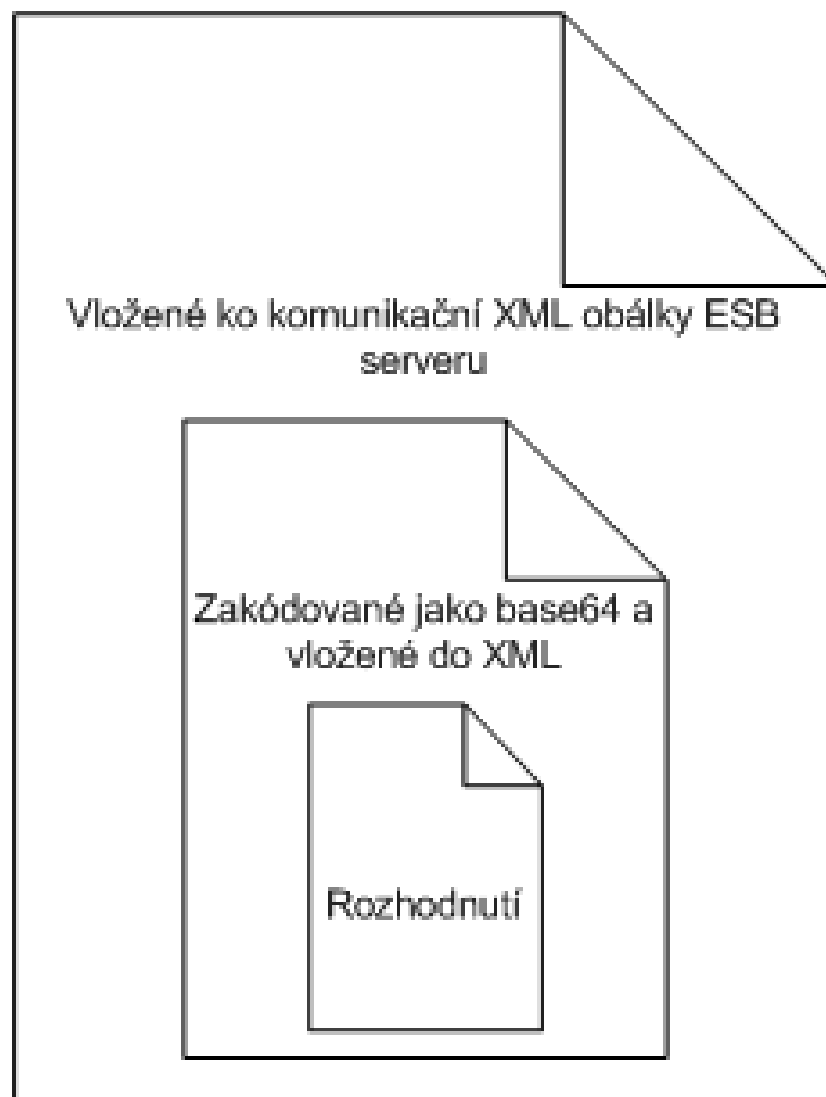 Vložené ko komunikační XML obálky ESB
serveru
Zakódované jako base64 a
vložené do XML
Rozhodnutí